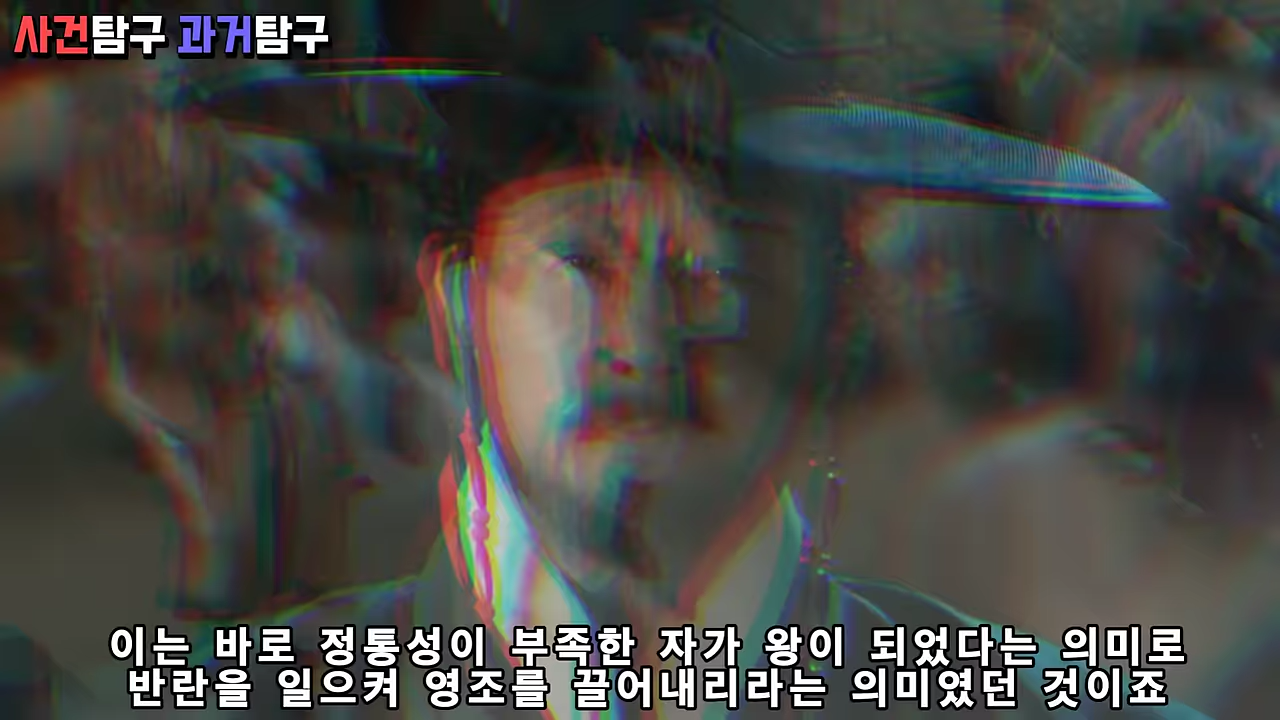 사건탐구 과거탐구
이는 바로 정통성이 부족한 자가 왕이 되었다는 의미로
반란을 일으켜 영조를 끌어내리라는 의미였던 것이죠